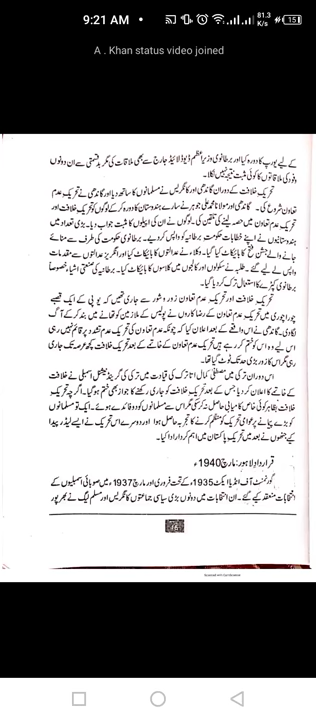 9:21 AM
81.3
K/s
15
A . Khan status video joined
کے لیے یورپ کا دورہ کیا اور برطانوی وزیراعظم ڈیوڈ لائیڈ جارج سے بھی ملاقات کی مگر بدقسمتی سے ان دونوں
وفود کی ملاقاتوں کا کوئی مثبت نتیجہ نہیں نکلا۔
تحریک خلافت کے دوران گاندھی اور کانگریس نے مسلمانوں کا ساتھ دیا اور گاندھی نے تحریک عدم
تعاون شروع کی۔ گاندھی اور مولانا محمد علی جوہر نے سارے ہندوستان کا دورہ کر کے لوگوں کو تحریک خلافت اور
تحریک عدم تعاون میں حصہ لینے کی تلقین کی۔ لوگوں نے ان کی اپیلوں کا مثبت جواب دیا۔ بڑی تعداد میں
ہندوستانیوں نے اپنے خطابات حکومت برطانیہ کو واپس کر دیے۔ برطانوی حکومت کی طرف سے منائے
جانے والے جشن فتح کا بائیکاٹ کیا گیا۔ وکلاء نے عدالتوں کا بائیکاٹ کیا اور انگریز عدالتوں سے مقدمات
واپس لے لیے گئے۔ طلبہ نے سکولوں اور کالجوں میں کلاسوں کا بائیکاٹ کیا۔ برطانیہ کی صنعتی اشیاء خصوصاً
برطانوی کپڑے کا استعمال ترک کر دیا گیا۔
تحریک خلافت اور تحریک عدم تعاون زور و شور سے جاری تھیں کہ یو پی کے ایک قصبے
چورا چوری میں تحریک عدم تعاون کے رضا کاروں نے پولیس کے ملازمین کو تھانے میں بند کر کے آگ
لگا دی۔ گاندھی نے اس واقعے کے بعد اعلان کیا کہ چونکہ عدم تعاون کی تحریک عدم تشدد پر قائم نہیں رہی
اس لیے وہ اس کو ختم کر رہے ہیں تحریک عدم تعاون کے خاتمے کے بعد تحریک خلافت کچھ عرصہ تک جاری
رہی مگر اس کا زور بڑی حد تک ٹوٹ گیا تھا۔
اس دوران ترکی میں مصطفیٰ کمال اتاترک کی قیادت میں ترکی کی گرینڈ نیشنل اسمبلی نے خلافت
کے خاتمے کا اعلان کر دیا جس کے بعد تحریک خلافت کو جاری رکھنے کا جواز بھی ختم ہو گیا۔ اگرچہ تحریک
خلافت بظاہر کوئی خاص کامیابی حاصل نہ کر سکی مگر اس سے مسلمانوں کو دو فائدے ہوئے۔ ایک تو مسلمانوں
کو بڑے پیمانے پر عوامی تحریک کو منظم کرنے کا تجربہ حاصل ہوا اور دوسرے اس تحریک نے ایسے لیڈر پیدا
کیے جنھوں نے بعد میں تحریک پاکستان میں اہم کردار ادا کیا۔
قراردادِ لاہور: مارچ 1940ء
گورنمنٹ آف انڈیا ایکٹ 1935ء کے تحت فروری اور مارچ 1937ء میں صوبائی اسمبلیوں کے
انتخابات منعقد کیے گئے۔ ان انتخابات میں دونوں بڑی سیاسی جماعتوں کانگریس اور مسلم لیگ نے بھرپور
Scanned with CamScanner